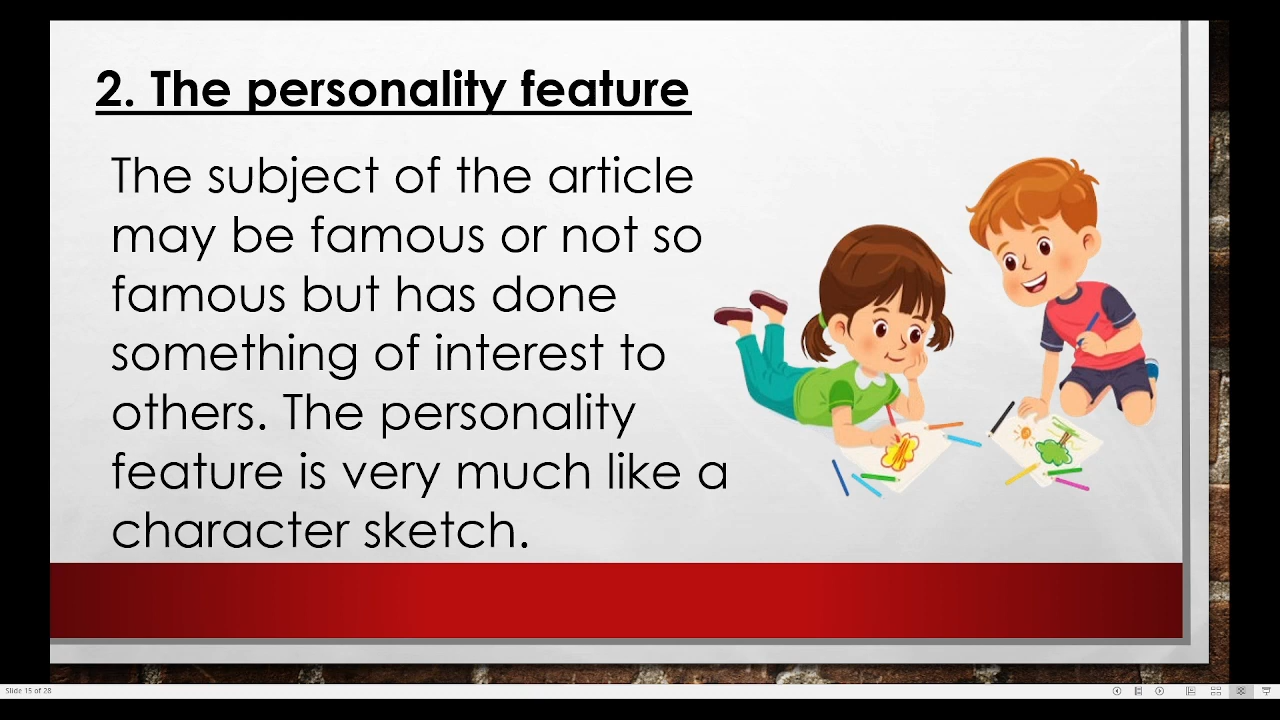 2. The personality feature
The subject of the article
may be famous or not so
famous but has done
something of interest to
others. The personality
feature is very much like a
character sketch.
Slide 15 of 28